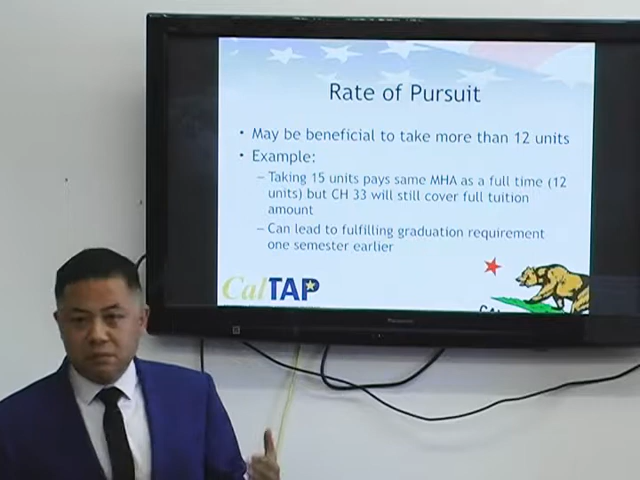 Rate of Pursuit
• May be beneficial to take more than 12 units
• Example:
– Taking 15 units pays same MHA as a full time (12
units) but CH 33 will still cover full tuition
amount
– Can lead to fulfilling graduation requirement
one semester earlier
CalTAP
Panasonic